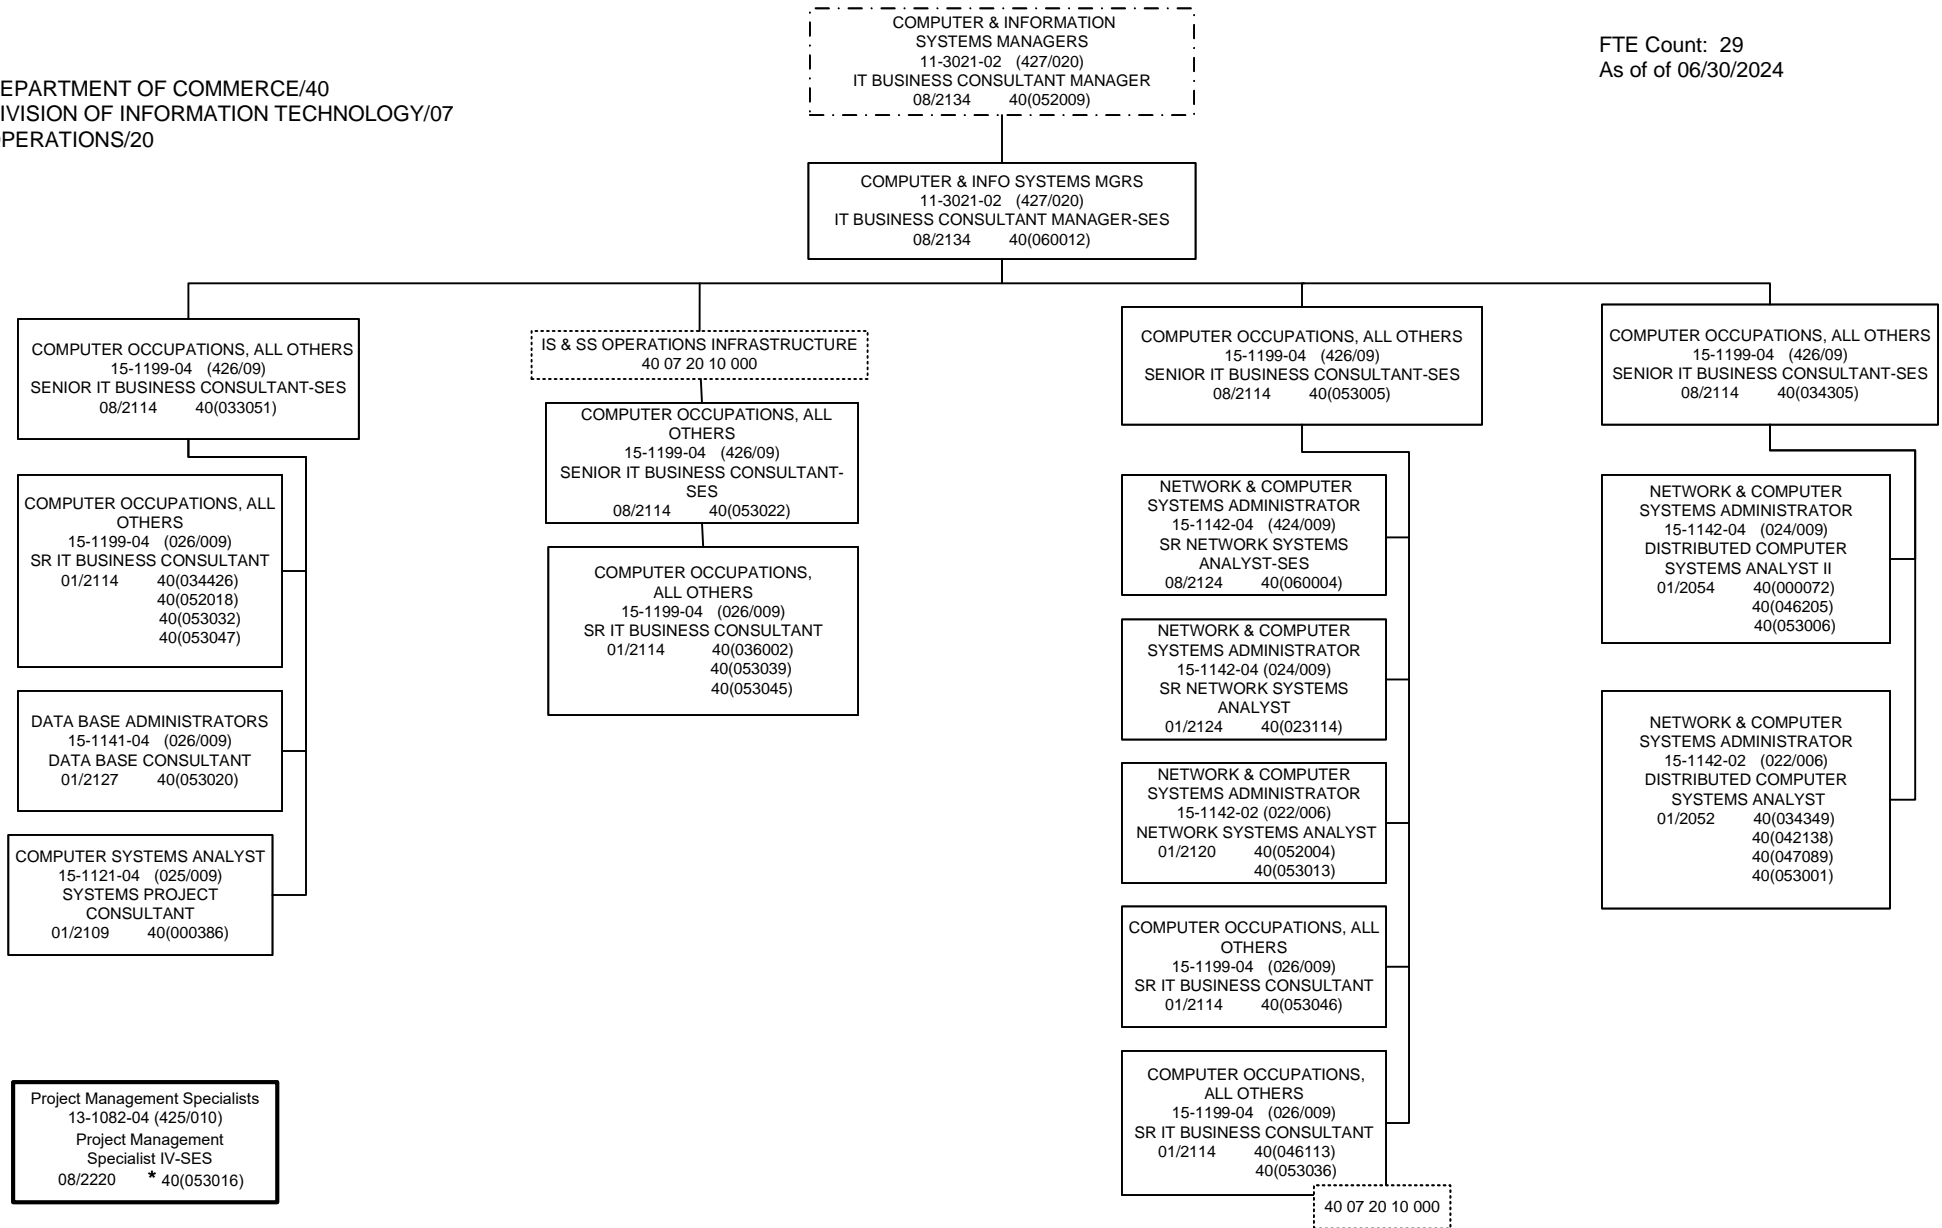 COMPUTER & INFORMATION
SYSTEMS MANAGERS
11-3021-02 (427/020)
IT BUSINESS CONSULTANT MANAGER
08/2134 40(052009)
FTE Count: 29
As of of 06/30/2024
EPARTMENT OF COMMERCE/40
IVISION OF INFORMATION TECHNOLOGY/07
PERATIONS/20
COMPUTER & INFO SYSTEMS MGRS
11-3021-02 (427/020)
IT BUSINESS CONSULTANT MANAGER-SES
08/2134 40(060012)
COMPUTER OCCUPATIONS, ALL OTHERS
15-1199-04 (426/09)
SENIOR IT BUSINESS CONSULTANT-SES
08/2114 40(033051)
COMPUTER OCCUPATIONS, ALL
OTHERS
15-1199-04 (026/009)
SR IT BUSINESS CONSULTANT
01/2114 40(034426)
40(052018)
40(053032)
40(053047)
DATA BASE ADMINISTRATORS
15-1141-04 (026/009)
DATA BASE CONSULTANT
01/2127 40(053020)
COMPUTER SYSTEMS ANALYST
15-1121-04 (025/009)
SYSTEMS PROJECT
CONSULTANT
01/2109 40(000386)
Project Management Specialists
13-1082-04 (425/010)
Project Management
Specialist IV-SES
08/2220 * 40(053016)
IS & SS OPERATIONS INFRASTRUCTURE
40 07 20 10 000
COMPUTER OCCUPATIONS, ALL
OTHERS
15-1199-04 (426/09)
SENIOR IT BUSINESS CONSULTANT-
SES
08/2114 40(053022)
COMPUTER OCCUPATIONS,
ALL OTHERS
15-1199-04 (026/009)
SR IT BUSINESS CONSULTANT
01/2114 40(036002)
40(053039)
40(053045)
COMPUTER OCCUPATIONS, ALL OTHERS
15-1199-04 (426/09)
SENIOR IT BUSINESS CONSULTANT-SES
08/2114 40(053005)
NETWORK & COMPUTER
SYSTEMS ADMINISTRATOR
15-1142-04 (424/009)
SR NETWORK SYSTEMS
ANALYST-SES
08/2124 40(060004)
NETWORK & COMPUTER
SYSTEMS ADMINISTRATOR
15-1142-04 (024/009)
SR NETWORK SYSTEMS
ANALYST
01/2124 40(023114)
NETWORK & COMPUTER
SYSTEMS ADMINISTRATOR
15-1142-02 (022/006)
NETWORK SYSTEMS ANALYST
01/2120 40(052004)
40(053013)
COMPUTER OCCUPATIONS, ALL
OTHERS
15-1199-04 (026/009)
SR IT BUSINESS CONSULTANT
01/2114 40(053046)
COMPUTER OCCUPATIONS,
ALL OTHERS
15-1199-04 (026/009)
SR IT BUSINESS CONSULTANT
01/2114 40(046113)
40(053036)
40 07 20 10 000
COMPUTER OCCUPATIONS, ALL OTHERS
15-1199-04 (426/09)
SENIOR IT BUSINESS CONSULTANT-SES
08/2114 40(034305)
NETWORK & COMPUTER
SYSTEMS ADMINISTRATOR
15-1142-04 (024/009)
DISTRIBUTED COMPUTER
SYSTEMS ANALYST II
01/2054 40(000072)
40(046205)
40(053006)
NETWORK & COMPUTER
SYSTEMS ADMINISTRATOR
15-1142-02 (022/006)
DISTRIBUTED COMPUTER
SYSTEMS ANALYST
01/2052 40(034349)
40(042138)
40(047089)
40(053001)